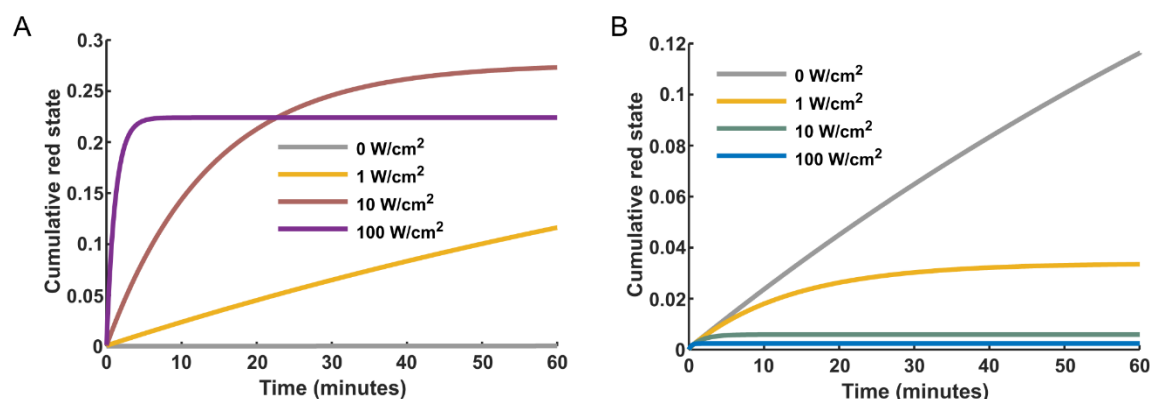 A
Cumulative red state
0.3
0.25
0.2
0.15
0.1
0.05
0
0 W/cm²
1 W/cm²
10 W/cm²
100 W/cm²
0 10 20 30 40 50 60
Time (minutes)
B
Cumulative red state
0.12
0.1
0.08
0.06
0.04
0.02
0
0 W/cm²
1 W/cm²
10 W/cm²
100 W/cm²
0 10 20 30 40 50 60
Time (minutes)